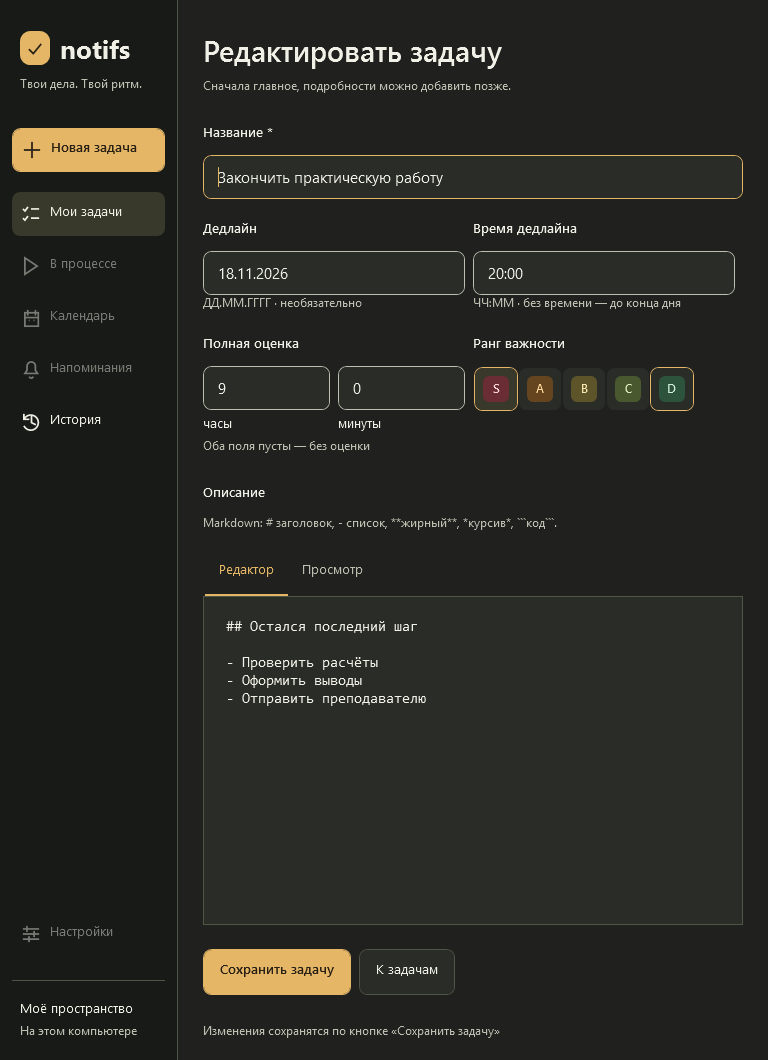 notifs
Твои дела. Твой ритм.
Новая задача
Мои задачи
В процессе
Календарь
Напоминания
История
Настройки
Моё пространство
На этом компьютере
Редактировать задачу
Сначала главное, подробности можно добавить позже.
Название *
Закончить практическую работу
Дедлайн
Время дедлайна
18.11.2026
20:00
ДД.ММ.ГГГГ · необязательно
ЧЧ:ММ · без времени — до конца дня
Полная оценка
Ранг важности
9
0
S A B C D
часы
минуты
Оба поля пусты — без оценки
Описание
Markdown: # заголовок, - список, **жирный**, *курсив*, ```код```.
Редактор
Просмотр
## Остался последний шаг
- Проверить расчёты
- Оформить выводы
- Отправить преподавателю
Сохранить задачу
К задачам
Изменения сохранятся по кнопке «Сохранить задачу»